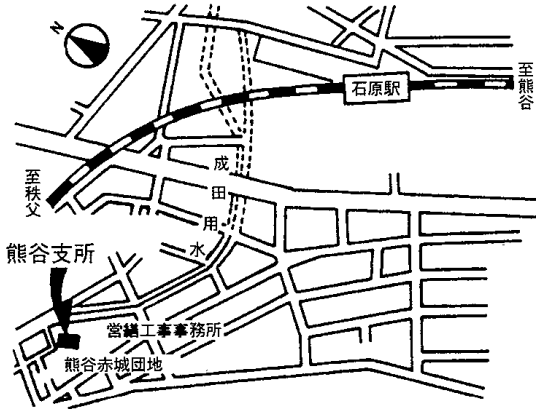 N
石原駅
至熊谷
至秩父
成田用水
熊谷支所
営繕工事事務所
熊谷赤城団地